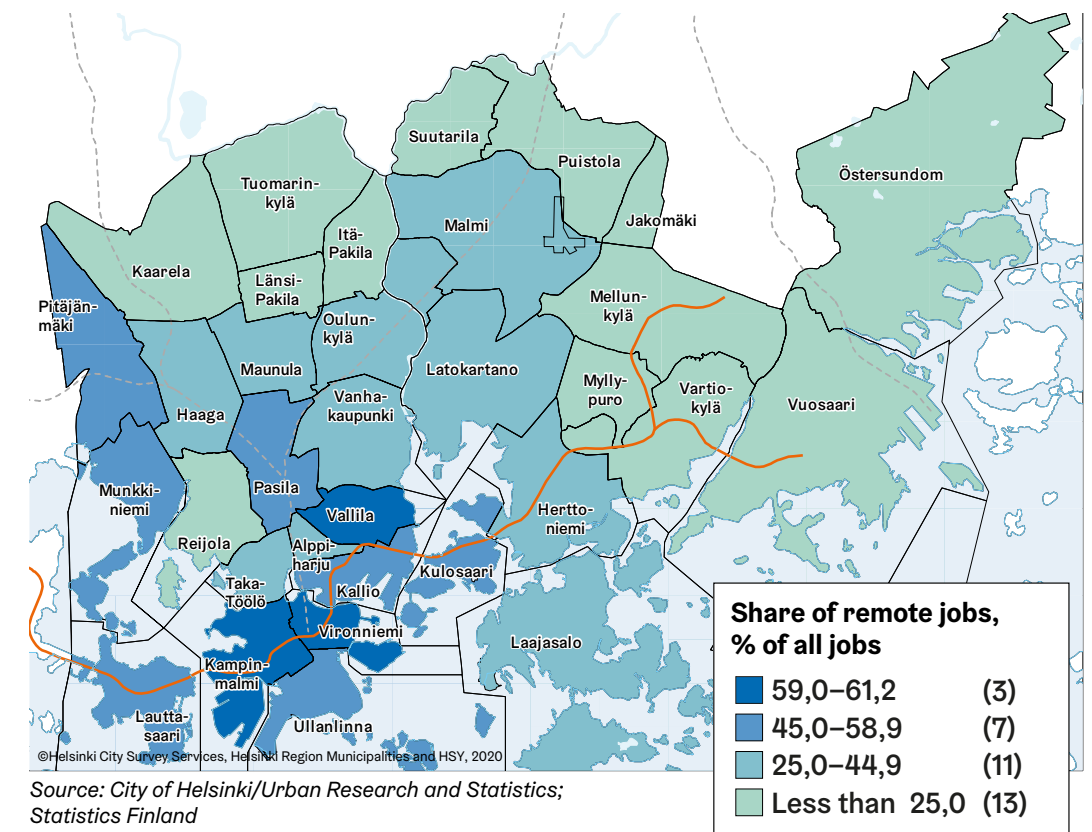 Suutarila
Puistola
Östersundom
Tuomarin-
kylä
Jakomäki
Malmi
Itä-
Pakila
Kaarela
Länsi-
Pakila
Mellun-
kylä
Pitäjän-
mäki
Oulun-
kylä
Maunula
Latokartano
Mylly-
puro
Vartio-
kylä
Vuosaari
Vanha-
kaupunki
Haaga
Munkki-
niemi
Pasila
Vallila
Hertto-
niemi
Reijola
Alppi-
harju
Kulosaari
Taka-
Töölö
Kallio
Vironniemi
Laajasalo
Kampin-
malmi
Lautta-
saari
Ullanlinna
©Helsinki City Survey Services, Helsinki Region Municipalities and HSY, 2020
Source: City of Helsinki/Urban Research and Statistics;
Statistics Finland
Share of remote jobs,
% of all jobs
59,0–61,2 (3)
45,0–58,9 (7)
25,0–44,9 (11)
Less than 25,0 (13)